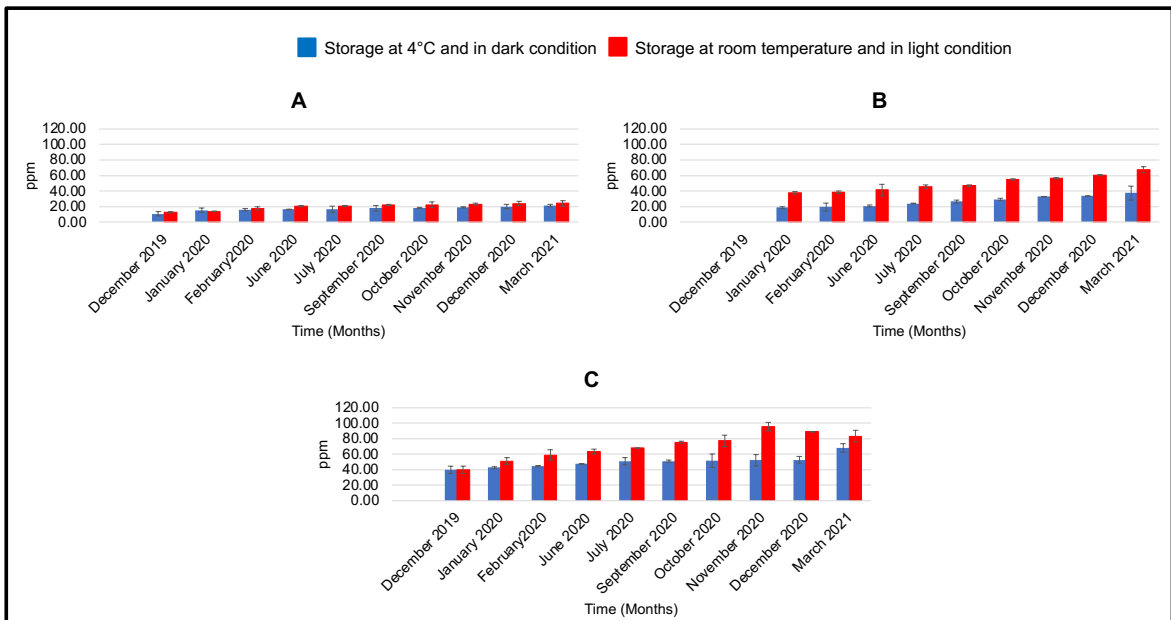 Storage at 4°C and in dark condition
Storage at room temperature and in light condition
A
120.00
100.00
80.00
60.00
40.00
20.00
0.00
ppm
December 2019
January 2020
February2020
June 2020
July 2020
September 2020
October 2020
November 2020
December 2020
March 2021
Time (Months)
B
120.00
100.00
80.00
60.00
40.00
20.00
0.00
ppm
December 2019
January 2020
February2020
June 2020
July 2020
September 2020
October 2020
November 2020
December 2020
March 2021
Time (Months)
C
120.00
100.00
80.00
60.00
40.00
20.00
0.00
ppm
December 2019
January 2020
February2020
June 2020
July 2020
September 2020
October 2020
November 2020
December 2020
March 2021
Time (Months)